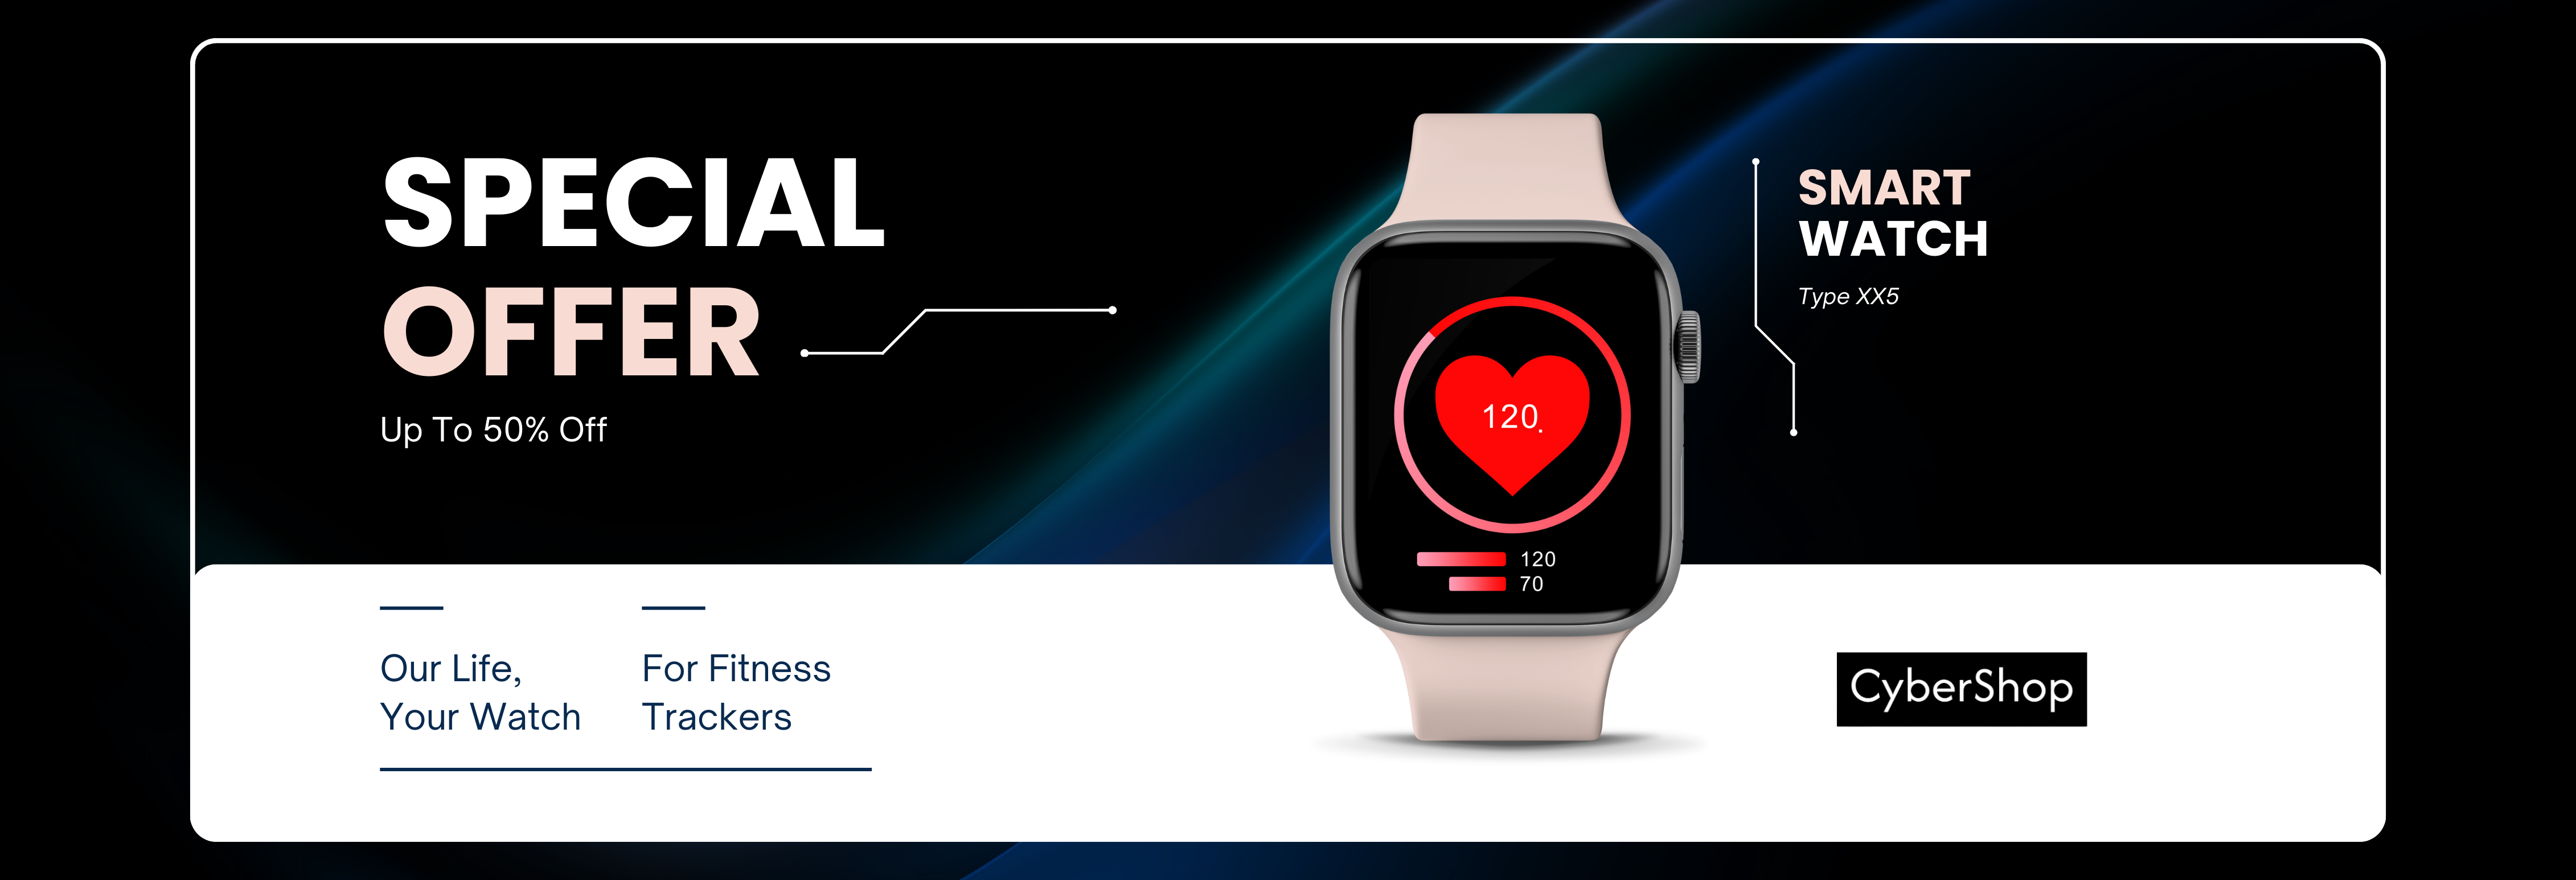 SPECIAL
OFFER
Up To 50% Off
SMART
WATCH
Type XX5
120.
120
70
Our Life,
Your Watch
For Fitness
Trackers
CyberShop